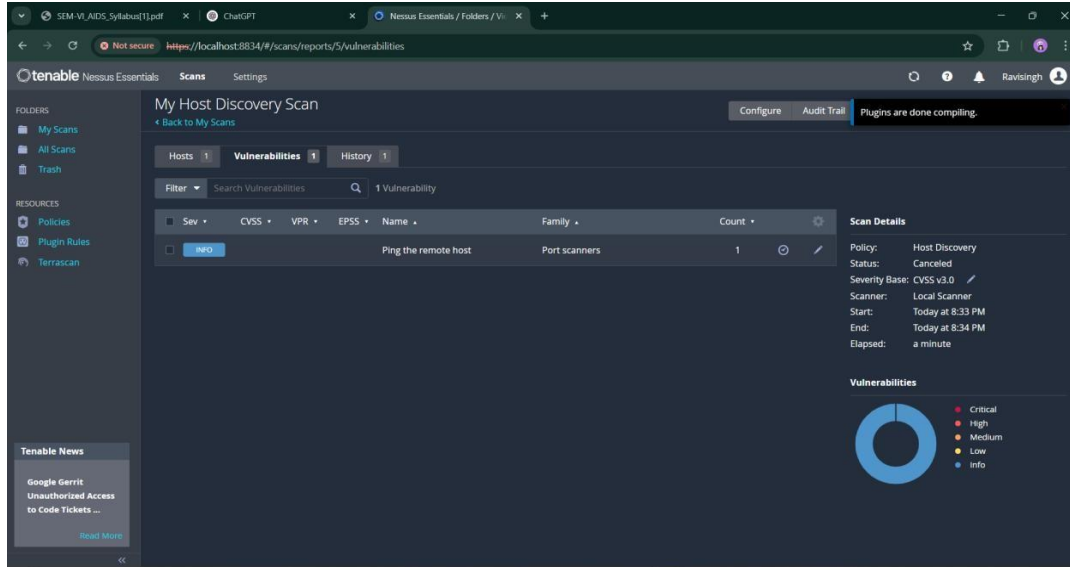 SEM-VI_AIDS_Syllabus[1].pdf
ChatGPT
Nessus Essentials / Folders / Vi
Not secure https://localhost:8834/#/scans/reports/5/vulnerabilities
tenable Nessus Essentials Scans Settings
Ravisingh
FOLDERS
My Scans
All Scans
Trash
RESOURCES
Policies
Plugin Rules
Terrascan
Tenable News
Google Gerrit
Unauthorized Access
to Code Tickets ...
Read More
My Host Discovery Scan
Back to My Scans
Configure Audit Trail
Plugins are done compiling.
Hosts 1 Vulnerabilities 1 History 1
Filter Search Vulnerabilities 1 Vulnerability
Sev CVSS VPR EPSS Name Family Count
INFO Ping the remote host Port scanners 1
Scan Details
Policy: Host Discovery
Status: Canceled
Severity Base: CVSS v3.0
Scanner: Local Scanner
Start: Today at 8:33 PM
End: Today at 8:34 PM
Elapsed: a minute
Vulnerabilities
Critical
High
Medium
Low
Info